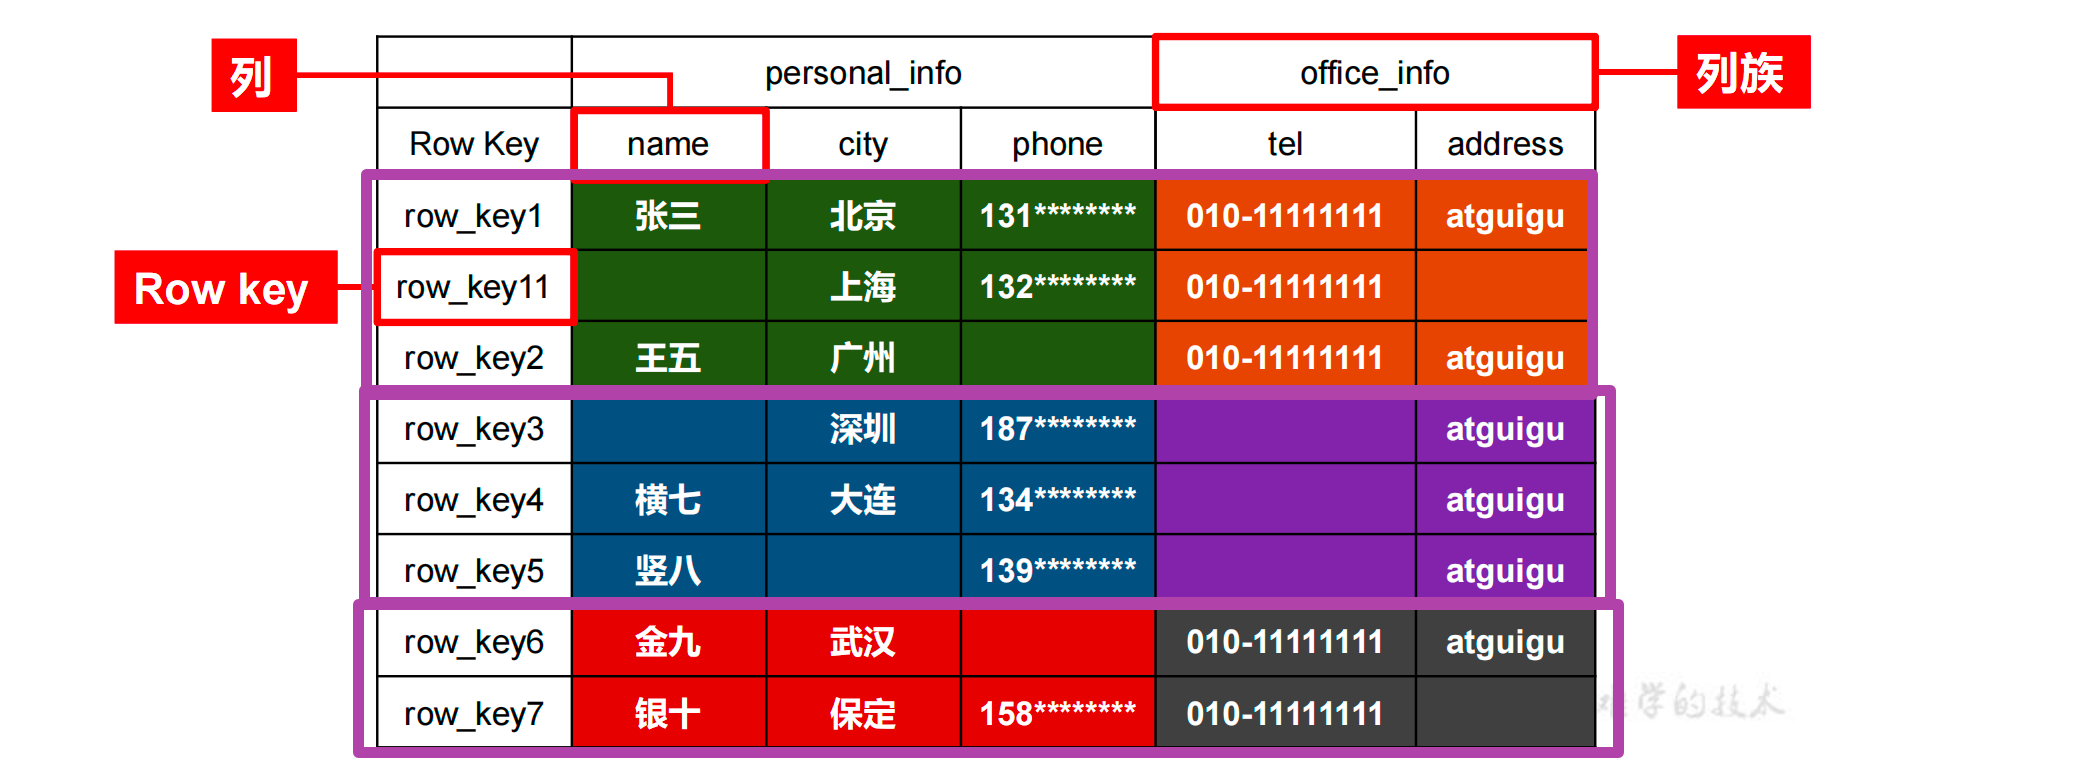 列 personal_info office_info 列族
Row Key name city phone tel address
row_key1 张三 北京 131******** 010-11111111 atguigu
Row key row_key11 上海 132******** 010-11111111
row_key2 王五 广州 010-11111111 atguigu
row_key3 深圳 187******** atguigu
row_key4 横七 大连 134******** atguigu
row_key5 竖八 139******** atguigu
row_key6 金九 武汉 010-11111111 atguigu
row_key7 银十 保定 158******** 010-11111111
学的技术